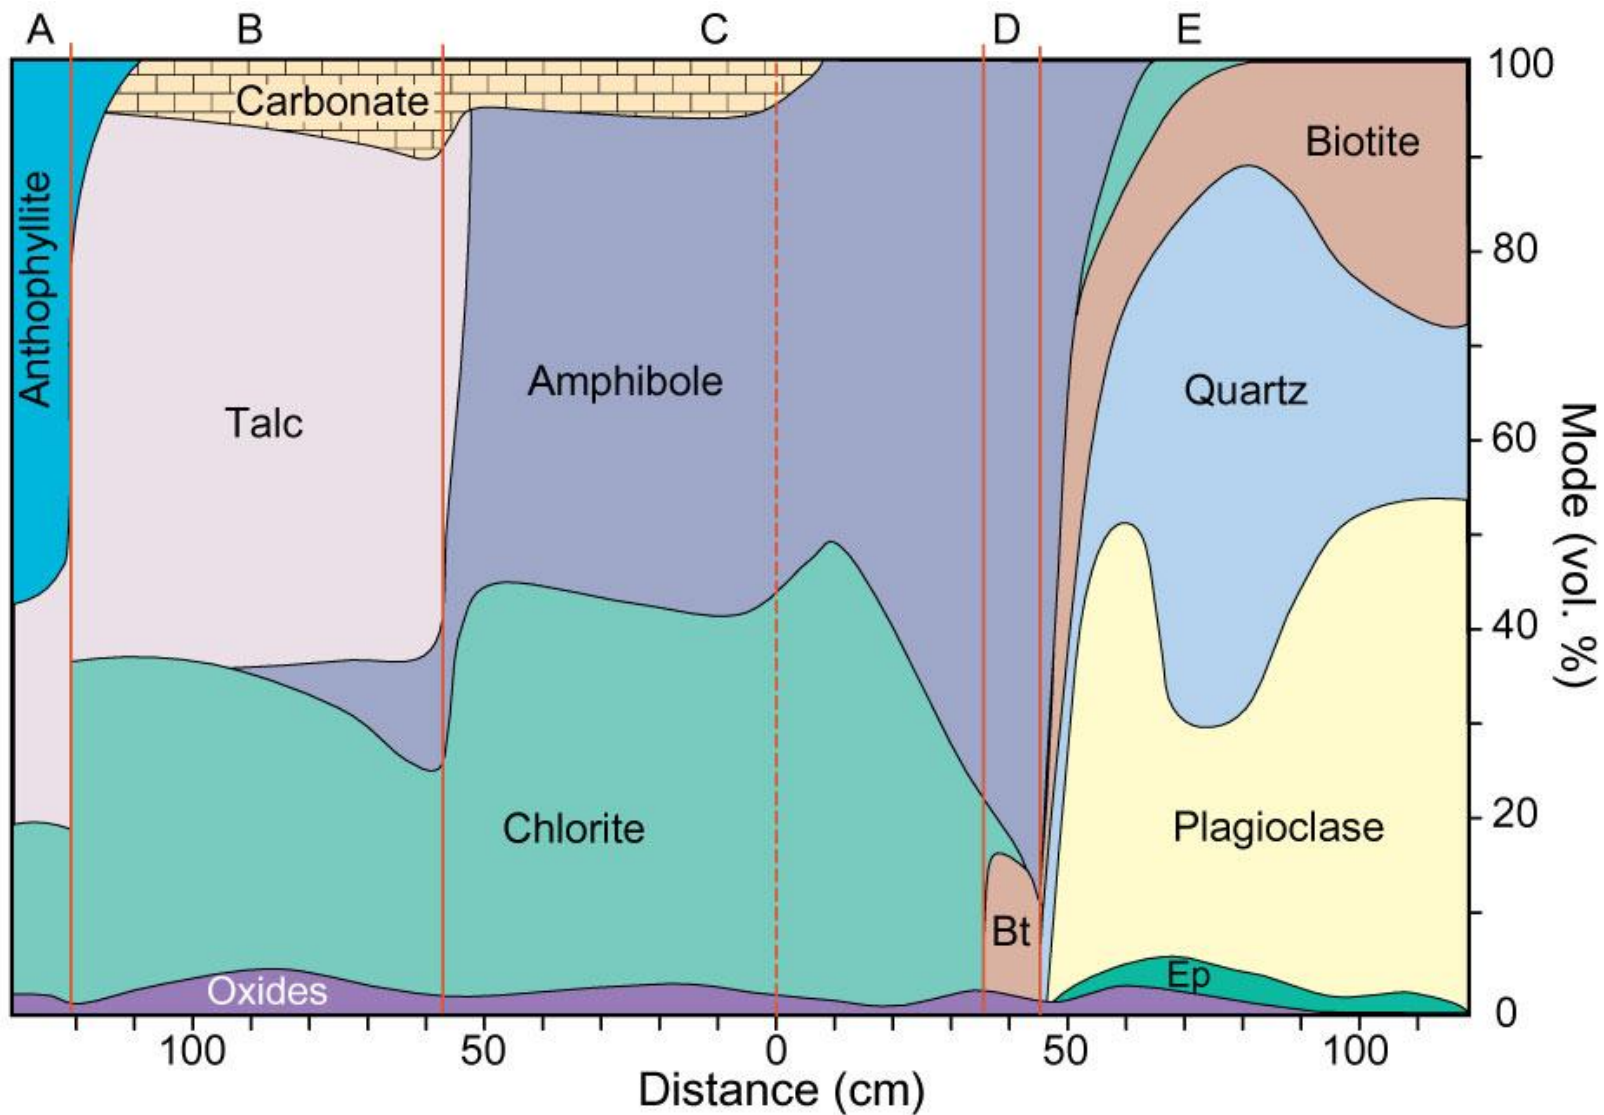 A B C D E
Carbonate
Anthophyllite
Talc
Amphibole
Chlorite
Oxides
Bt
Biotite
Quartz
Plagioclase
Ep
100
80
60
40
20
0
Mode (vol. %)
100 50 0 50 100
Distance (cm)